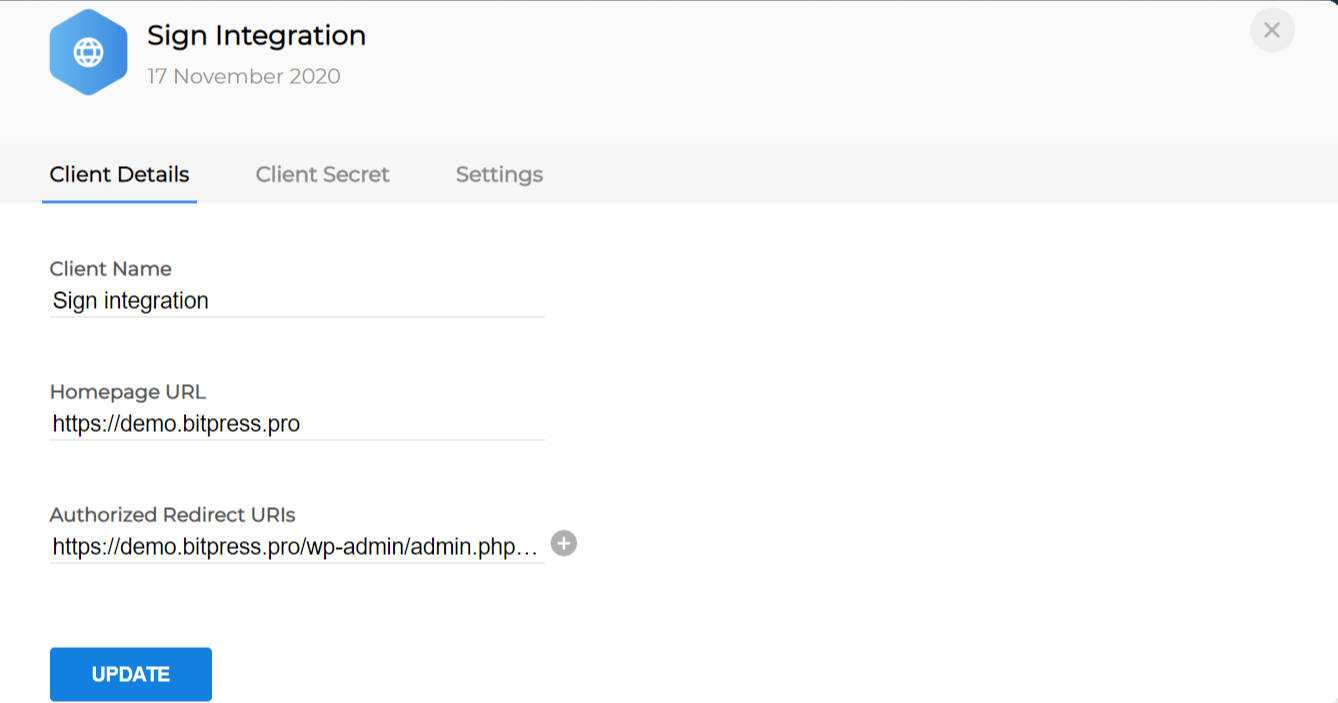 Sign Integration
17 November 2020
Client Details Client Secret Settings
Client Name
Sign integration
Homepage URL
https://demo.bitpress.pro
Authorized Redirect URIs
https://demo.bitpress.pro/wp-admin/admin.php…
UPDATE